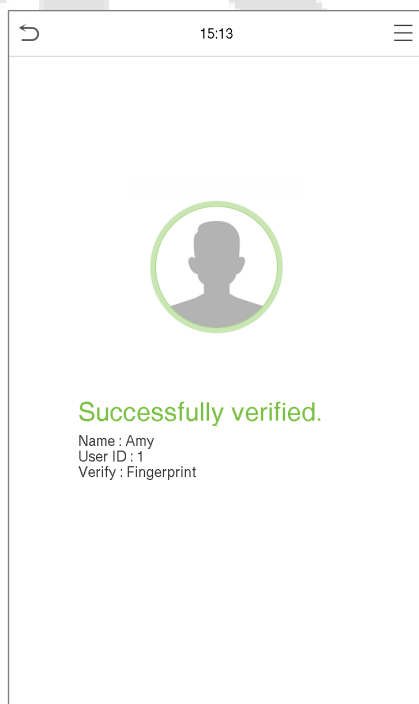 15:13
Successfully verified.
Name : Amy
User ID : 1
Verify : Fingerprint